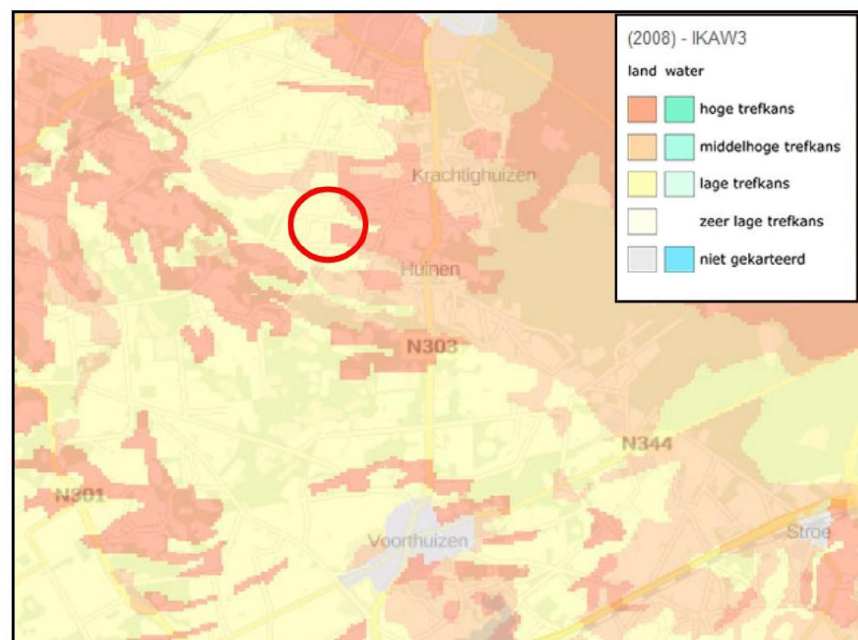 (2008) - IKAW3
land water
hoge trefkans
middelhoge trefkans
lage trefkans
zeer lage trefkans
niet gekarteerd
Krachtighuizen
Huinen
N303
N344
N301
Voorthuizen
Stroe